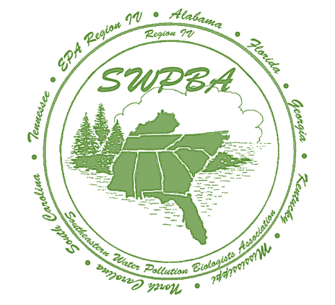 EPA Region IV • Alabama • Florida • Georgia • Kentucky • Mississippi • North Carolina • South Carolina • Tennessee •
Region IV
SWPBA
Southeastern Water Pollution Biologists Association